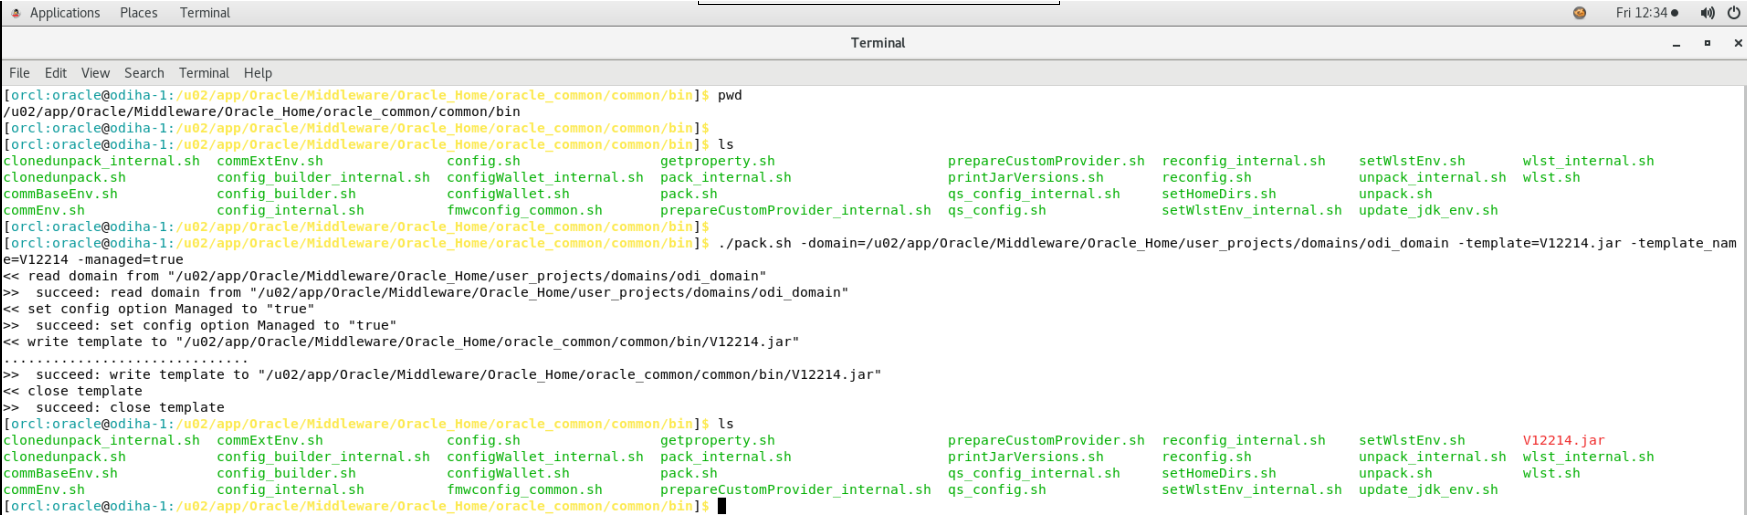 Applications Places Terminal Fri 12:34
Terminal
File Edit View Search Terminal Help
[orcl:oracle@odiha-1:/u02/app/Oracle/Middleware/Oracle_Home/oracle_common/common/bin]$ pwd
/u02/app/Oracle/Middleware/Oracle_Home/oracle_common/common/bin
[orcl:oracle@odiha-1:/u02/app/Oracle/Middleware/Oracle_Home/oracle_common/common/bin]$
[orcl:oracle@odiha-1:/u02/app/Oracle/Middleware/Oracle_Home/oracle_common/common/bin]$ ls
clonedunpack_internal.sh commExtEnv.sh config.sh getproperty.sh prepareCustomProvider.sh reconfig_internal.sh setWlstEnv.sh wlst_internal.sh
clonedunpack.sh config_builder_internal.sh configWallet_internal.sh pack_internal.sh printJarVersions.sh reconfig.sh unpack_internal.sh wlst.sh
commBaseEnv.sh config_builder.sh configWallet.sh pack.sh qs_config_internal.sh setHomeDirs.sh unpack.sh
commEnv.sh config_internal.sh fmwconfig_common.sh prepareCustomProvider_internal.sh qs_config.sh setWlstEnv_internal.sh update_jdk_env.sh
[orcl:oracle@odiha-1:/u02/app/Oracle/Middleware/Oracle_Home/oracle_common/common/bin]$
[orcl:oracle@odiha-1:/u02/app/Oracle/Middleware/Oracle_Home/oracle_common/common/bin]$ ./pack.sh -domain=/u02/app/Oracle/Middleware/Oracle_Home/user_projects/domains/odi_domain -template=V12214.jar -template_nam
e=V12214 -managed=true
<< read domain from "/u02/app/Oracle/Middleware/Oracle_Home/user_projects/domains/odi_domain"
>>  succeed: read domain from "/u02/app/Oracle/Middleware/Oracle_Home/user_projects/domains/odi_domain"
<< set config option Managed to "true"
>>  succeed: set config option Managed to "true"
<< write template to "/u02/app/Oracle/Middleware/Oracle_Home/oracle_common/common/bin/V12214.jar"
..............................
>>  succeed: write template to "/u02/app/Oracle/Middleware/Oracle_Home/oracle_common/common/bin/V12214.jar"
<< close template
>>  succeed: close template
[orcl:oracle@odiha-1:/u02/app/Oracle/Middleware/Oracle_Home/oracle_common/common/bin]$ ls
clonedunpack_internal.sh commExtEnv.sh config.sh getproperty.sh prepareCustomProvider.sh reconfig_internal.sh setWlstEnv.sh V12214.jar
clonedunpack.sh config_builder_internal.sh configWallet_internal.sh pack_internal.sh printJarVersions.sh reconfig.sh unpack_internal.sh wlst_internal.sh
commBaseEnv.sh config_builder.sh configWallet.sh pack.sh qs_config_internal.sh setHomeDirs.sh unpack.sh wlst.sh
commEnv.sh config_internal.sh fmwconfig_common.sh prepareCustomProvider_internal.sh qs_config.sh setWlstEnv_internal.sh update_jdk_env.sh
[orcl:oracle@odiha-1:/u02/app/Oracle/Middleware/Oracle_Home/oracle_common/common/bin]$